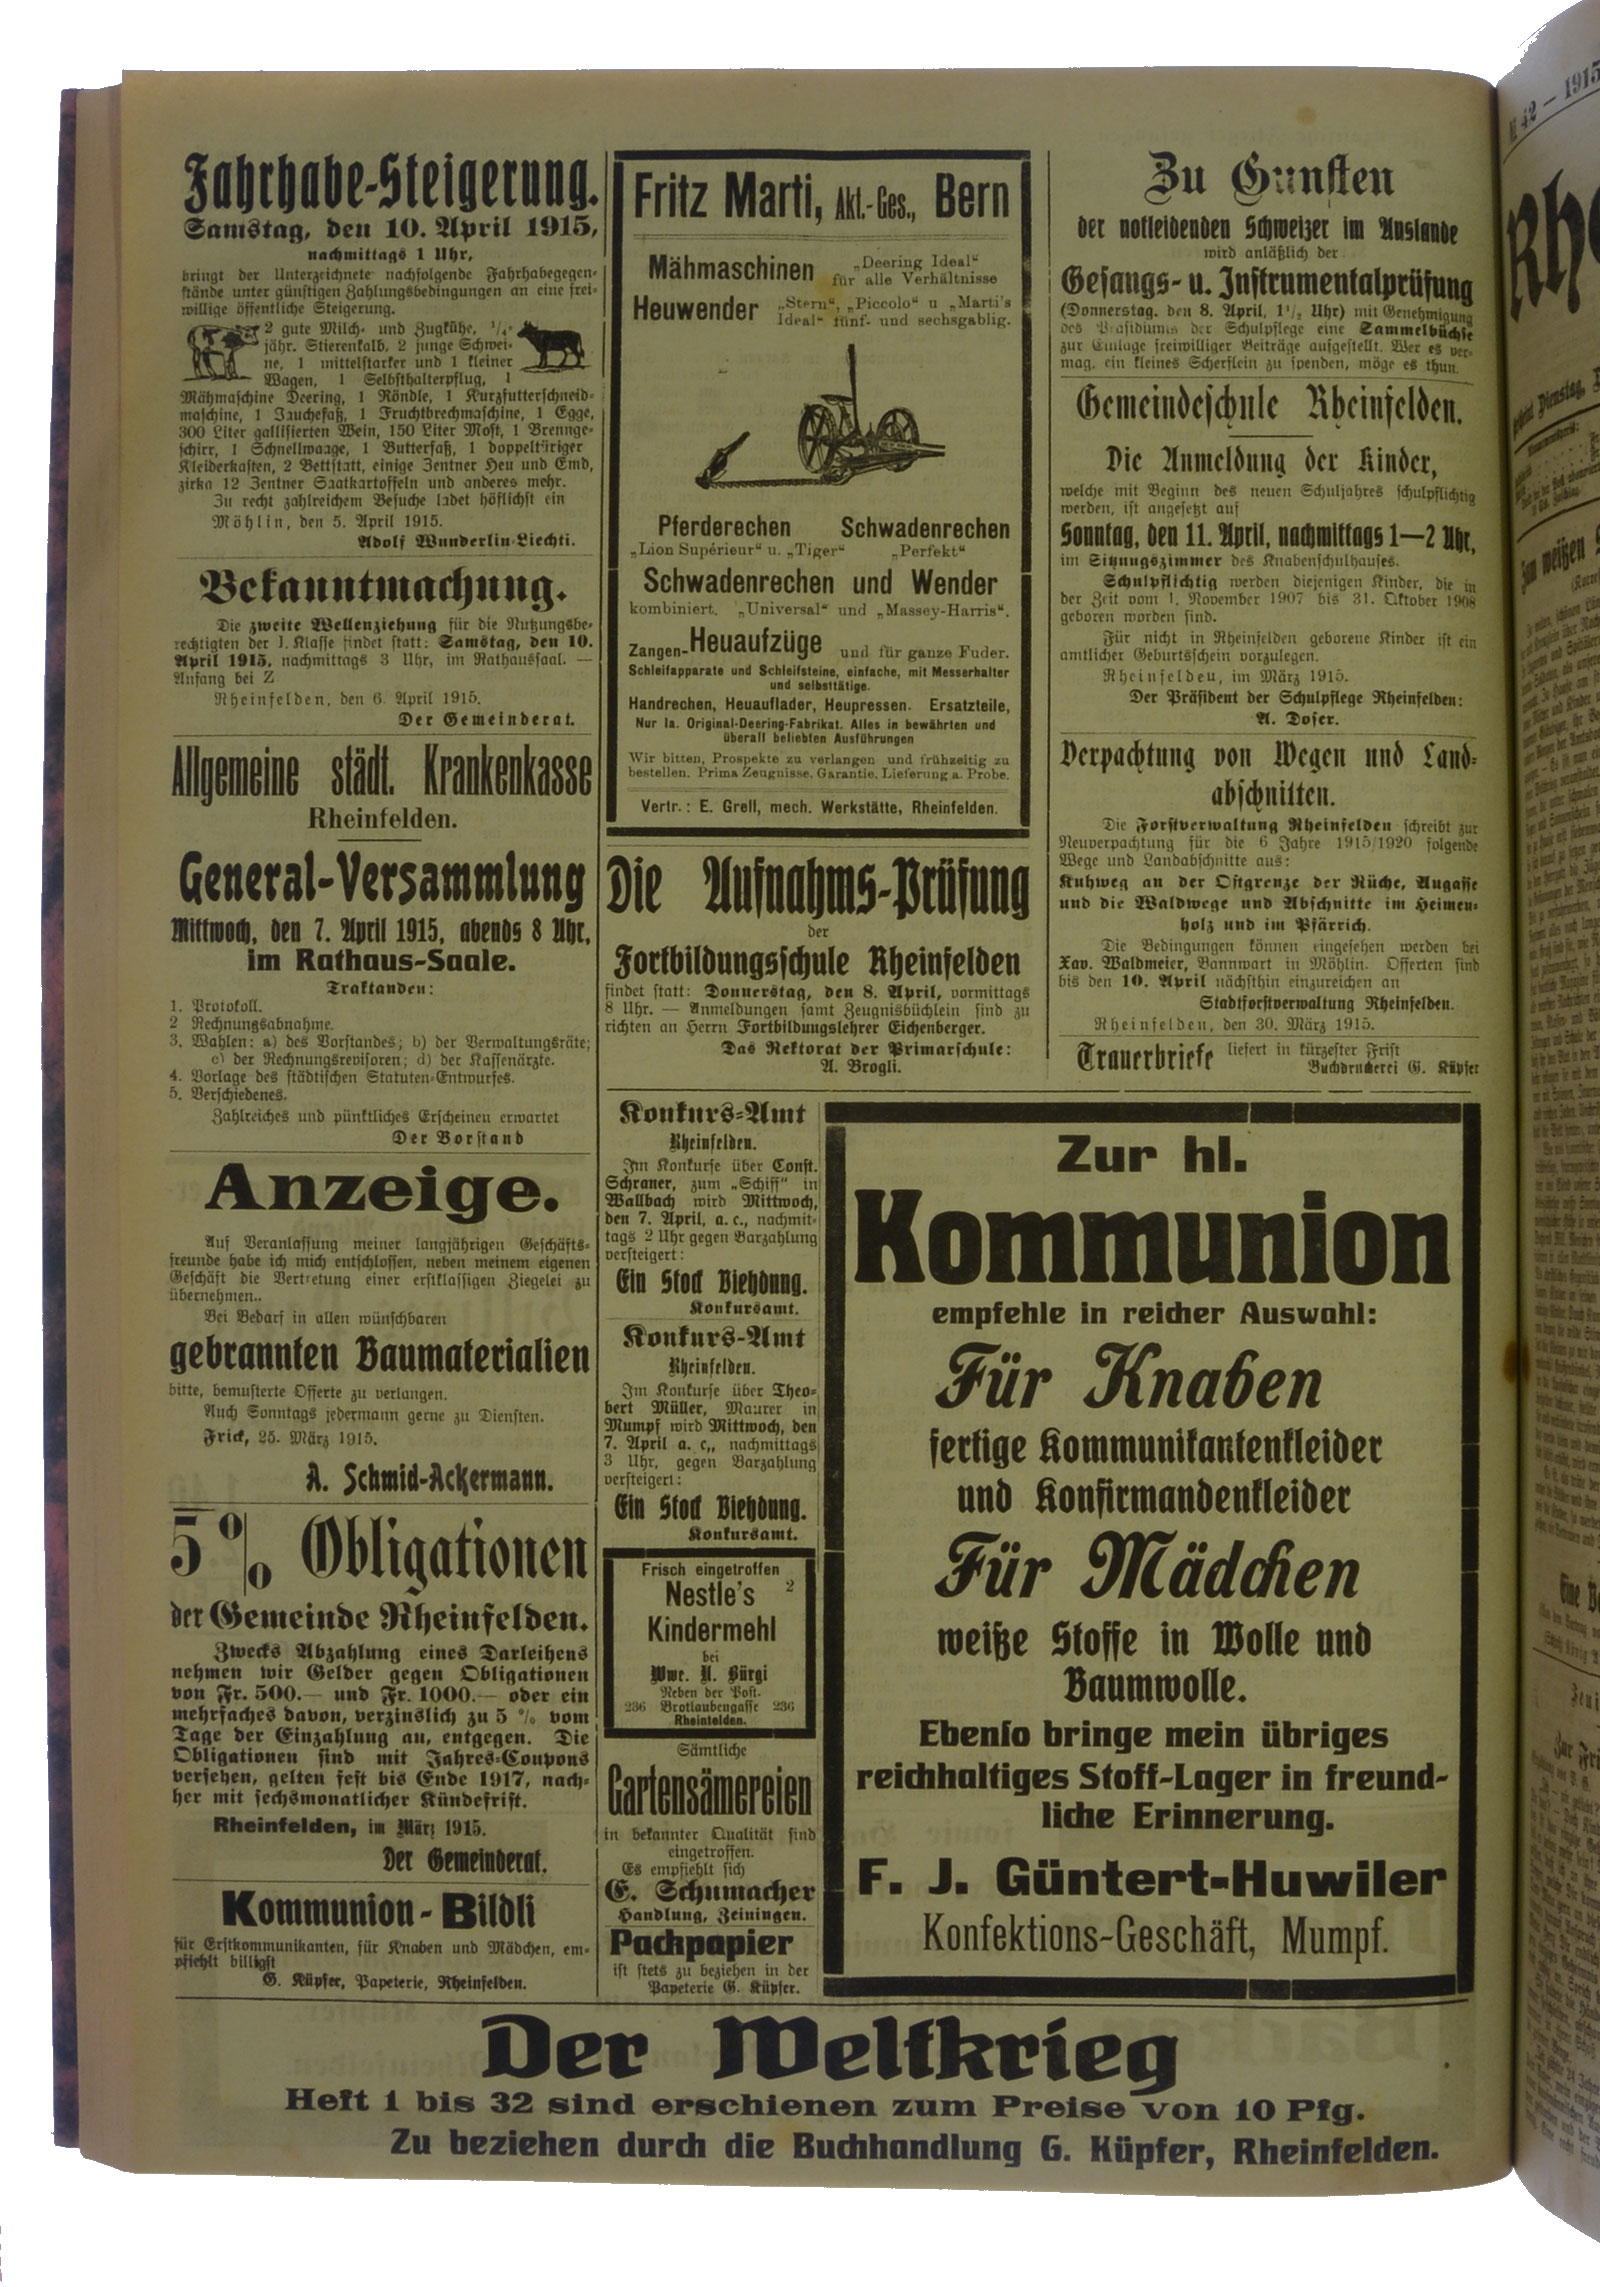 Fahrhabe-Steigerung.
Samstag, den 10. April 1915,
nachmittags 1 Uhr,
bringt der Unterzeichnete nachfolgende Fahrhabegegen-
stände unter günstigen Zahlungsbedingungen an eine frei-
willige öffentliche Steigerung.
2 gute Milch- und Zugkühe, 1/4-
jähr. Stierenkalb, 2 junge Schwei-
ne, 1 mittelstarker und 1 kleiner
Wagen, 1 Selbsthalterpflug, 1
Mähmaschine Deering, 1 Röndle, 1 Kurzfutterschneid-
maschine, 1 Jauchefaß, 1 Fruchtbrechmaschine, 1 Egge,
300 Liter gallisierten Wein, 150 Liter Most, 1 Brennge-
schirr, 1 Schnellwaage, 1 Butterfaß, 1 doppeltüriger
Kleiderkasten, 2 Bettstatt, einige Zentner Heu und Emd,
zirka 12 Zentner Saatkartoffeln und anderes mehr.
Zu recht zahlreichem Besuche ladet höflichst ein
Möhlin, den 5. April 1915.
Adolf Wunderlin-Liechti.
Bekanntmachung.
Die zweite Wellenziehung für die Nutzungsbe-
rechtigten der I. Klasse findet statt: Samstag, den 10.
April 1915, nachmittags 3 Uhr, im Rathaussaal. —
Anfang bei Z
Rheinfelden, den 6. April 1915.
Der Gemeinderat.
Allgemeine städt. Krankenkasse
Rheinfelden.
General-Versammlung
Mittwoch, den 7. April 1915, abends 8 Uhr,
im Rathaus-Saale.
Traktanden:
1. Protokoll.
2 Rechnungsabnahme.
3. Wahlen: a) des Vorstandes; b) der Verwaltungsräte;
c) der Rechnungsrevisoren; d) der Kassenärzte.
4. Vorlage des städtischen Statuten-Entwurfes.
5. Verschiedenes.
Zahlreiches und pünktliches Erscheinen erwartet
Der Vorstand
Anzeige.
Auf Veranlassung meiner langjährigen Geschäfts-
freunde habe ich mich entschlossen, neben meinem eigenen
Geschäft die Vertretung einer erstklassigen Ziegelei zu
übernehmen..
Bei Bedarf in allen wünschbaren
gebrannten Baumaterialien
bitte, bemusterte Offerte zu verlangen.
Auch Sonntags jedermann gerne zu Diensten.
Frick, 25. März 1915.
A. Schmid-Ackermann.
5% Obligationen
der Gemeinde Rheinfelden.
Zwecks Abzahlung eines Darleihens
nehmen wir Gelder gegen Obligationen
von Fr. 500.— und Fr. 1000.— oder ein
mehrfaches davon, verzinslich zu 5 % vom
Tage der Einzahlung an, entgegen. Die
Obligationen sind mit Jahres-Coupons
versehen, gelten fest bis Ende 1917, nach-
her mit sechsmonatlicher Kündefrist.
Rheinfelden, im März 1915.
Der Gemeinderat.
Kommunion-Bildli
für Erstkommunikanten, für Knaben und Mädchen, em-
pfiehlt billigst
G. Küpfer, Papeterie, Rheinfelden.
Fritz Marti, Akt.-Ges., Bern
Mähmaschinen „Deering Ideal“
für alle Verhältnisse
Heuwender „Stern“, „Piccolo“ u „Marti's
Ideal“ fünf- und sechsgablig.
Pferderechen Schwadenrechen
„Lion Supérieur“ u. „Tiger“ „Perfekt“
Schwadenrechen und Wender
kombiniert. „Universal“ und „Massey-Harris“.
Zangen-Heuaufzüge und für ganze Fuder.
Schleifapparate und Schleifsteine, einfache, mit Messerhalter
und selbsttätige.
Handrechen, Heuauflader, Heupressen. Ersatzteile,
Nur Ia. Original-Deering-Fabrikat. Alles in bewährten und
überall beliebten Ausführungen
Wir bitten, Prospekte zu verlangen und frühzeitig zu
bestellen. Prima Zeugnisse. Garantie. Lieferung a. Probe.
Vertr.: E. Grell, mech. Werkstätte, Rheinfelden.
Die Aufnahms-Prüfung
der
Fortbildungsschule Rheinfelden
findet statt: Donnerstag, den 8. April, vormittags
8 Uhr. — Anmeldungen samt Zeugnisbüchlein sind zu
richten an Herrn Fortbildungslehrer Eichenberger.
Das Rektorat der Primarschule:
A. Brogli.
Zu Gunsten
der notleidenden Schweizer im Auslande
wird anläßlich der
Gesangs- u. Instrumentalprüfung
(Donnerstag. den 8. April, 1 1/2 Uhr) mit Genehmigung
des Präsidiums der Schulpflege eine Sammelbüchse
zur Einlage freiwilliger Beiträge aufgestellt. Wer es ver-
mag, ein kleines Scherflein zu spenden, möge es thun.
Gemeindeschule Rheinfelden.
Die Anmeldung der Kinder,
welche mit Beginn des neuen Schuljahres schulpflichtig
werden, ist angesetzt auf
Sonntag, den 11. April, nachmittags 1—2 Uhr,
im Sitzungszimmer des Knabenschulhauses.
Schulpflichtig werden diejenigen Kinder, die in
der Zeit vom 1. November 1907 bis 31. Oktober 1908
geboren worden sind.
Für nicht in Rheinfelden geborene Kinder ist ein
amtlicher Geburtsschein vorzulegen.
Rheinfelden, im März 1915.
Der Präsident der Schulpflege Rheinfelden:
A. Doser.
Verpachtung von Wegen und Land-
abschnitten.
Die Forstverwaltung Rheinfelden schreibt zur
Neuverpachtung für die 6 Jahre 1915/1920 folgende
Wege und Landabschnitte aus:
Kuhweg an der Ostgrenze der Rüche, Augasse
und die Waldwege und Abschnitte im Heimen-
holz und im Pfärrich.
Die Bedingungen können eingesehen werden bei
Xav. Waldmeier, Bannwart in Möhlin. Offerten sind
bis den 10. April nächsthin einzureichen an
Stadtforstverwaltung Rheinfelden.
Rheinfelden, den 30. März 1915.
Trauerbriefe liefert in kürzester Frist
Buchdruckerei G. Küpfer
Konkurs-Amt
Rheinfelden.
Im Konkurse über Const.
Schraner, zum „Schiff“ in
Wallbach wird Mittwoch,
den 7. April, a. c., nachmit-
tags 2 Uhr gegen Barzahlung
versteigert:
Ein Stock Viehdung.
Konkursamt.
Konkurs-Amt
Rheinfelden.
Im Konkurse über Theo-
bert Müller, Maurer in
Mumpf wird Mittwoch, den
7. April a. c., nachmittags
3 Uhr, gegen Barzahlung
versteigert:
Ein Stock Viehdung.
Konkursamt.
Frisch eingetroffen
Nestle's 2
Kindermehl
bei
Wwe. A. Bürgi
Neben der Post.
236 Brotlaubengasse 236
Rheinfelden.
Sämtliche
Gartensämereien
in bekannter Qualität sind
eingetroffen.
Es empfiehlt sich
E. Schumacher
Handlung, Zeiningen.
Packpapier
ist stets zu beziehen in der
Papeterie G. Küpfer.
Zur hl.
Kommunion
empfehle in reicher Auswahl:
Für Knaben
fertige Kommunikantenkleider
und Konfirmandenkleider
Für Mädchen
weiße Stoffe in Wolle und
Baumwolle.
Ebenso bringe mein übriges
reichhaltiges Stoff-Lager in freund-
liche Erinnerung.
F. J. Güntert-Huwiler
Konfektions-Geschäft, Mumpf.
Der Weltkrieg
Heft 1 bis 32 sind erschienen zum Preise von 10 Pfg.
Zu beziehen durch die Buchhandlung G. Küpfer, Rheinfelden.
№ 42 — 1915